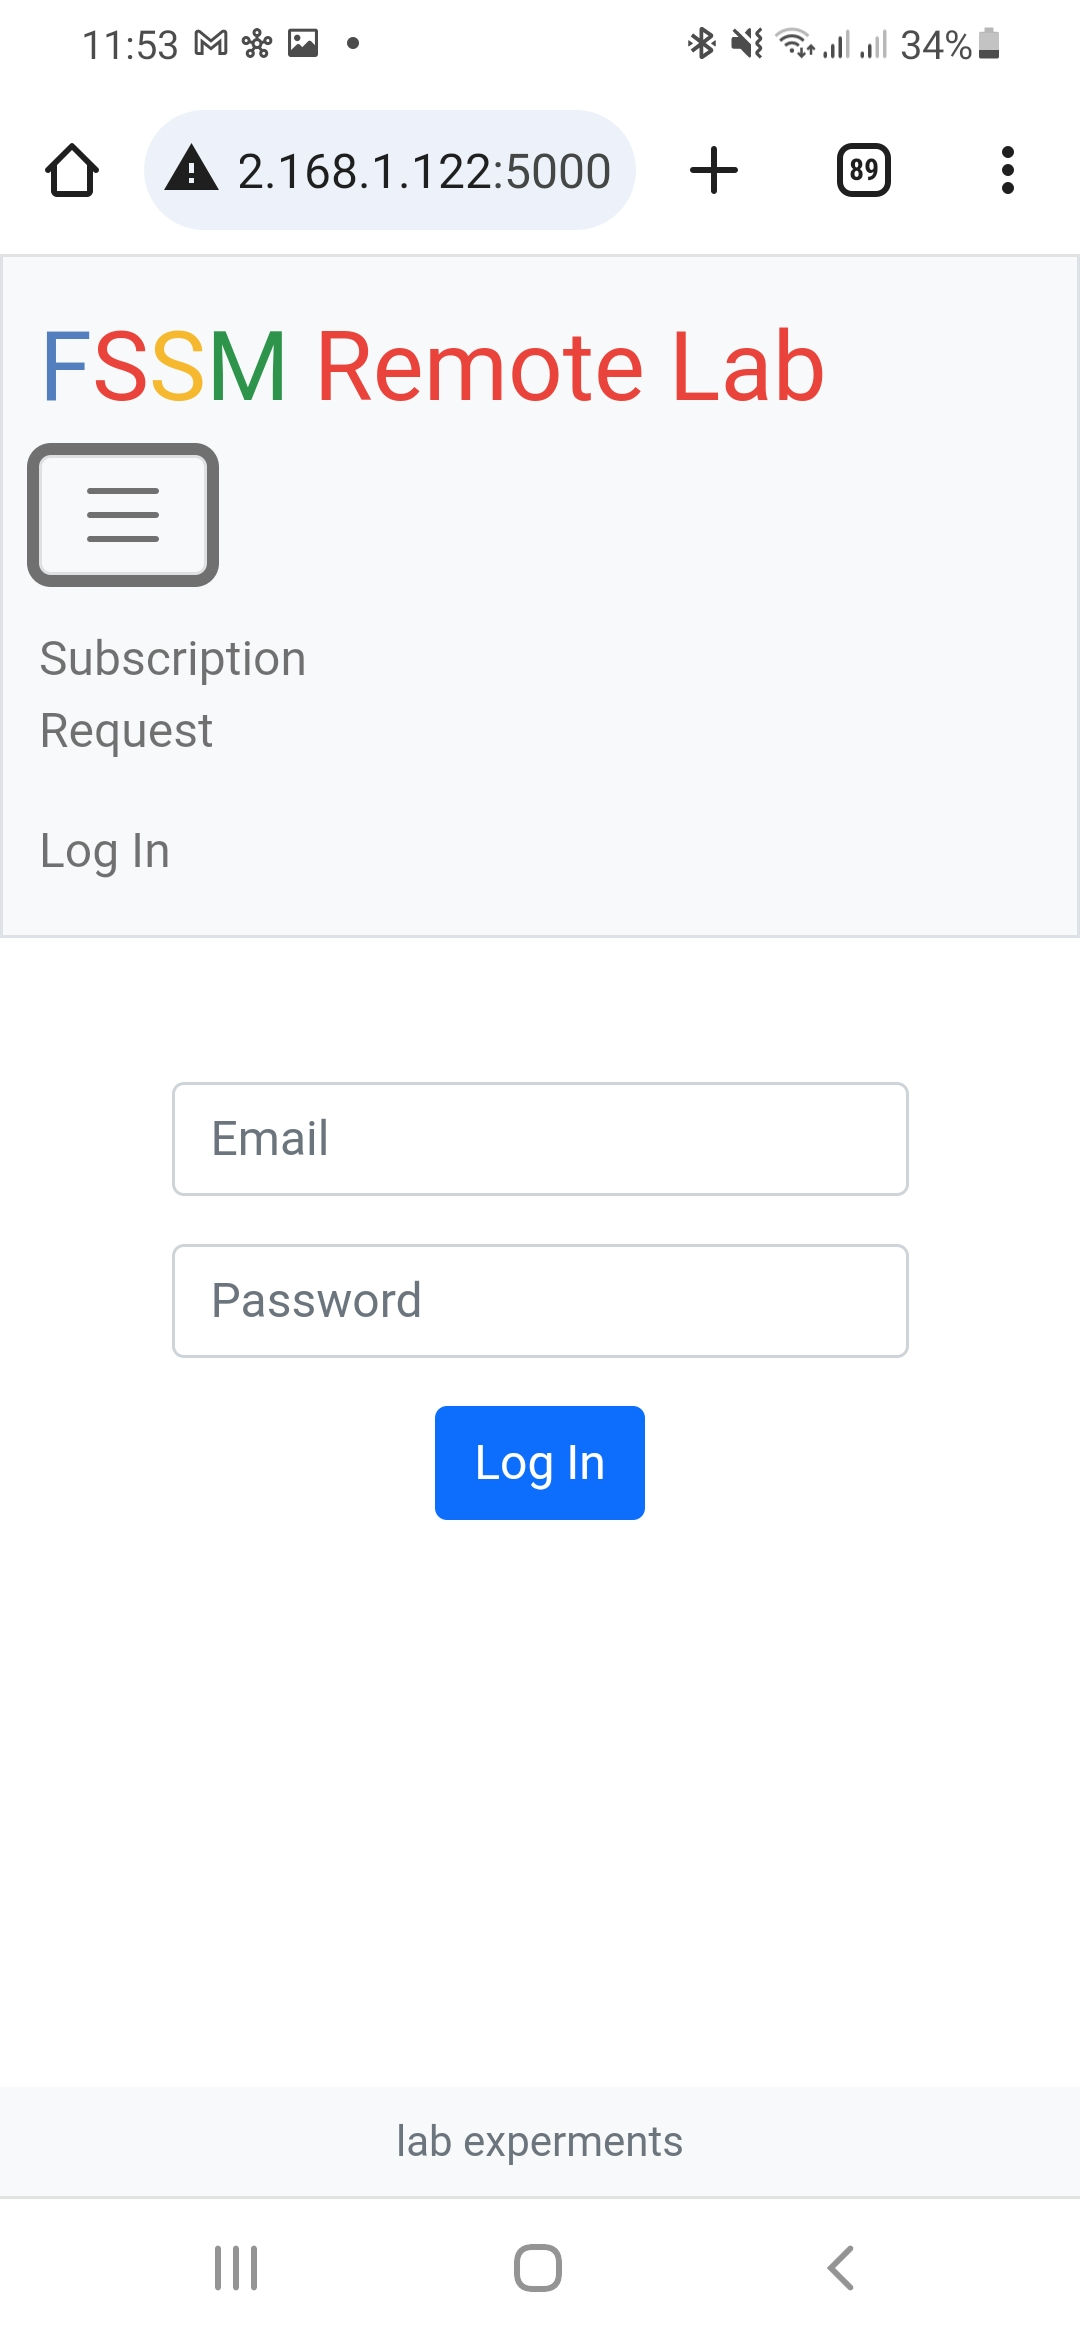 11:53
34%
2.168.1.122:5000
89
FSSM Remote Lab
Subscription
Request
Log In
Email
Password
Log In
lab experments